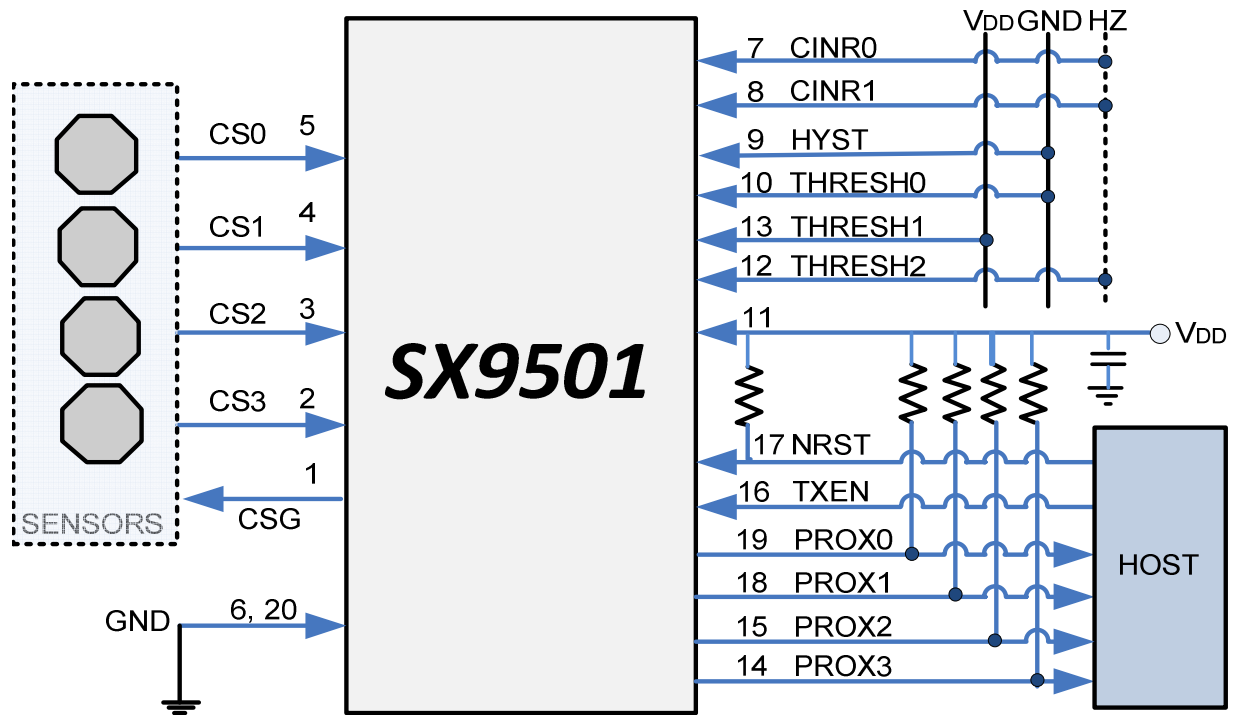 VDD GND HZ
7 CINR0
8 CINR1
9 HYST
10 THRESH0
13 THRESH1
12 THRESH2
11
VDD
CS0 5
CS1 4
CS2 3
CS3 2
1
CSG
SENSORS
GND
6, 20
SX9501
17 NRST
16 TXEN
19 PROX0
18 PROX1
15 PROX2
14 PROX3
HOST